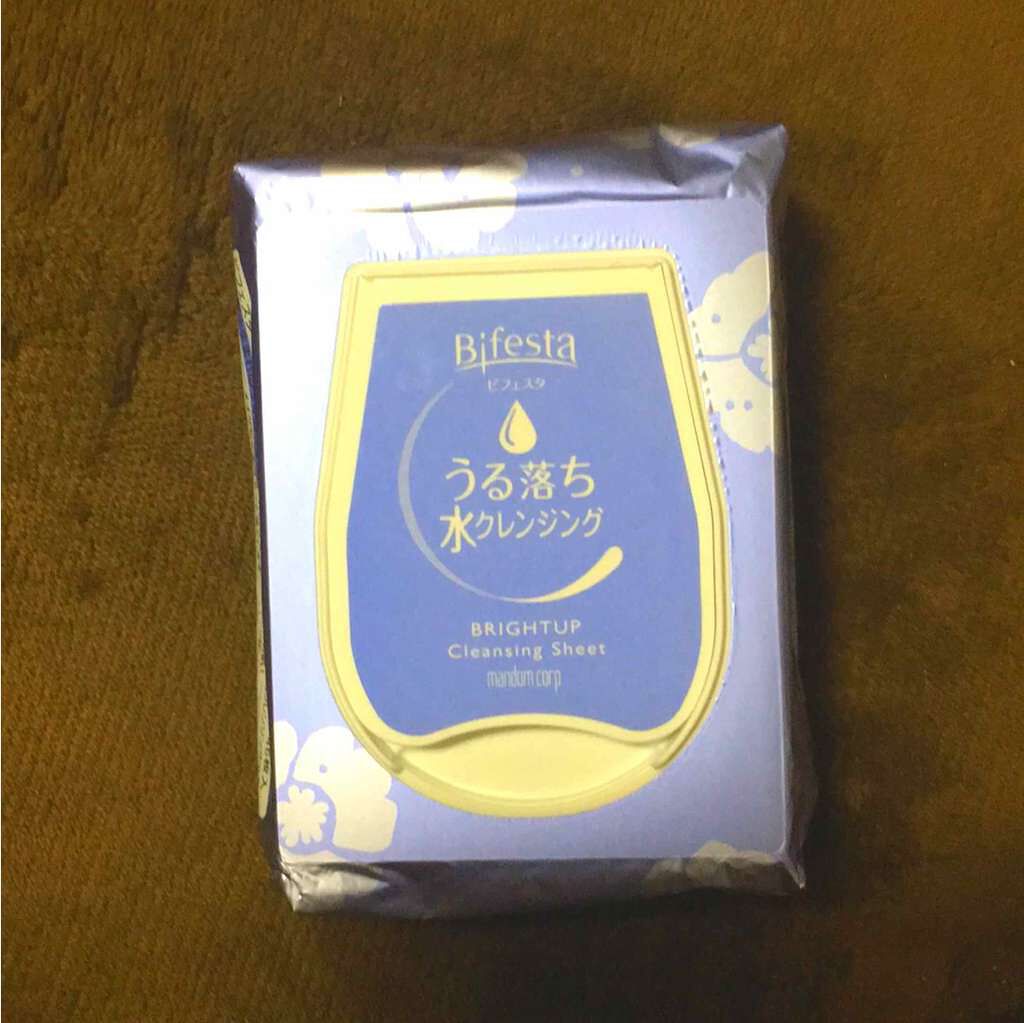 Bifesta
ビフェスタ
うる落ち
水クレンジング
BRIGHTUP
Cleansing Sheet
mandom corp